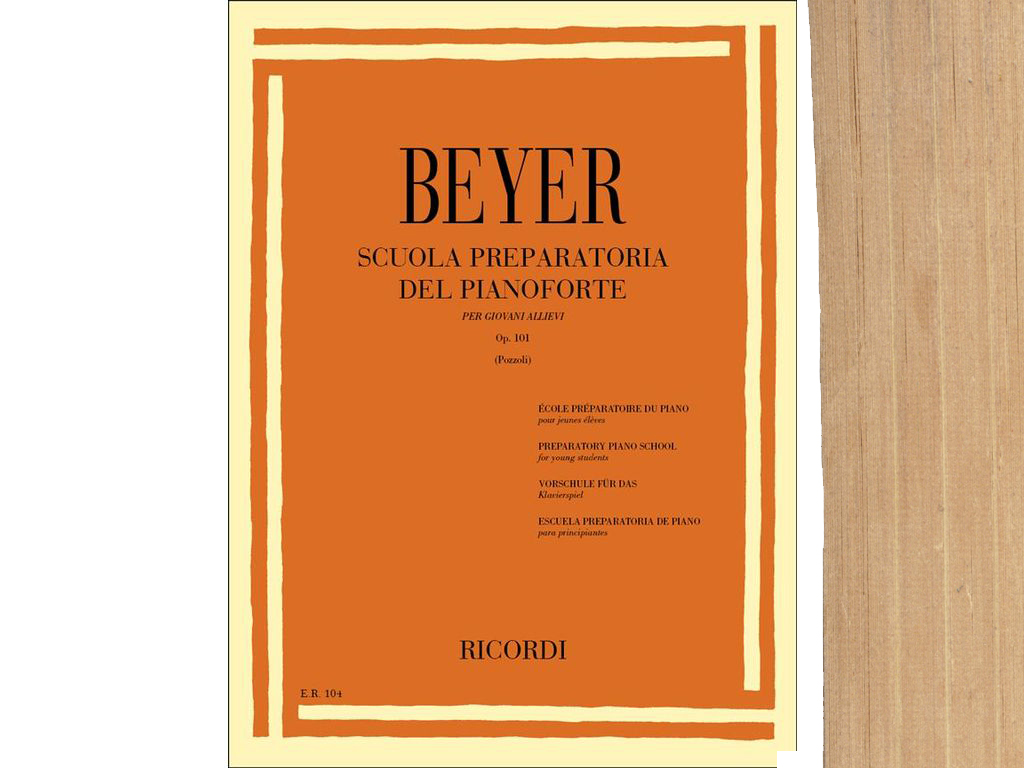 BEYER
SCUOLA PREPARATORIA
DEL PIANOFORTE
PER GIOVANI ALLIEVI
Op. 101
(Pozzoli)
ÉCOLE PRÉPARATOIRE DU PIANO
pour jeunes élèves
PREPARATORY PIANO SCHOOL
for young students
VORSCHULE FÜR DAS
Klavierspiel
ESCUELA PREPARATORIA DE PIANO
para principiantes
RICORDI
E.R. 104